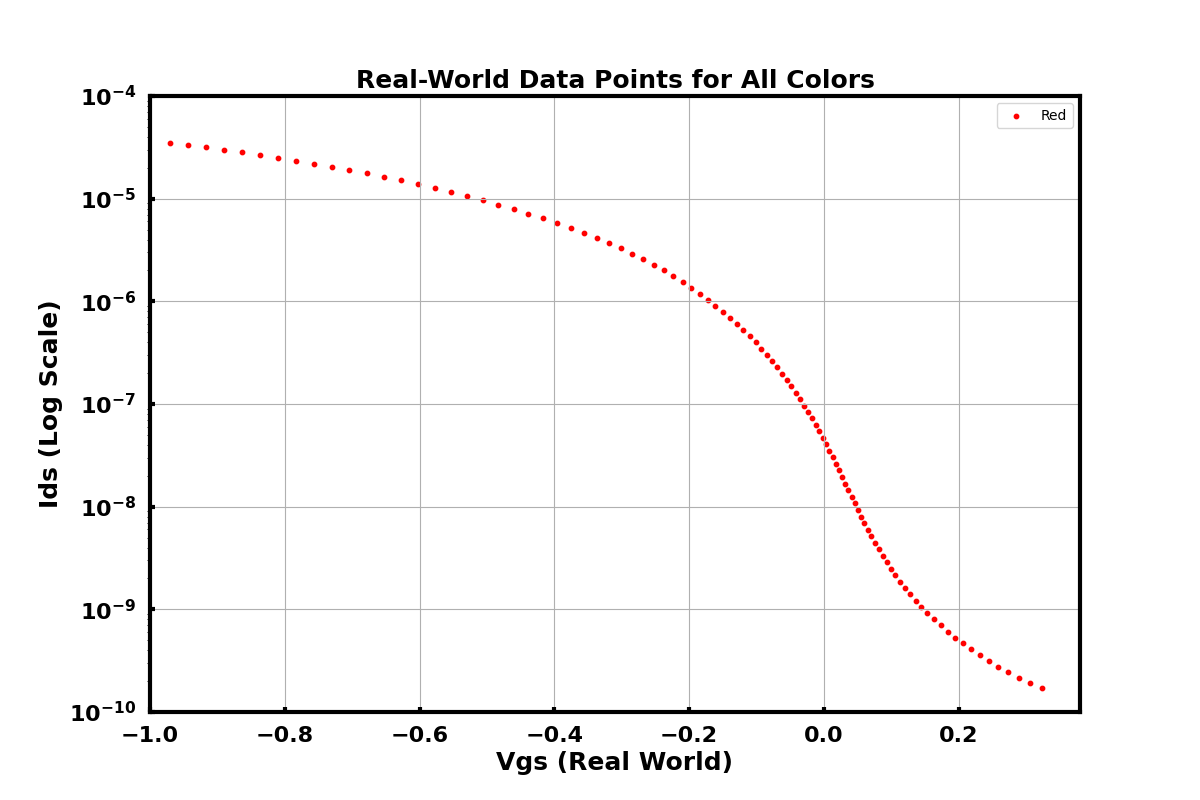 Real-World Data Points for All Colors
Red
10⁻⁴
10⁻⁵
10⁻⁶
10⁻⁷
10⁻⁸
10⁻⁹
10⁻¹⁰
Ids (Log Scale)
−1.0 −0.8 −0.6 −0.4 −0.2 0.0 0.2
Vgs (Real World)